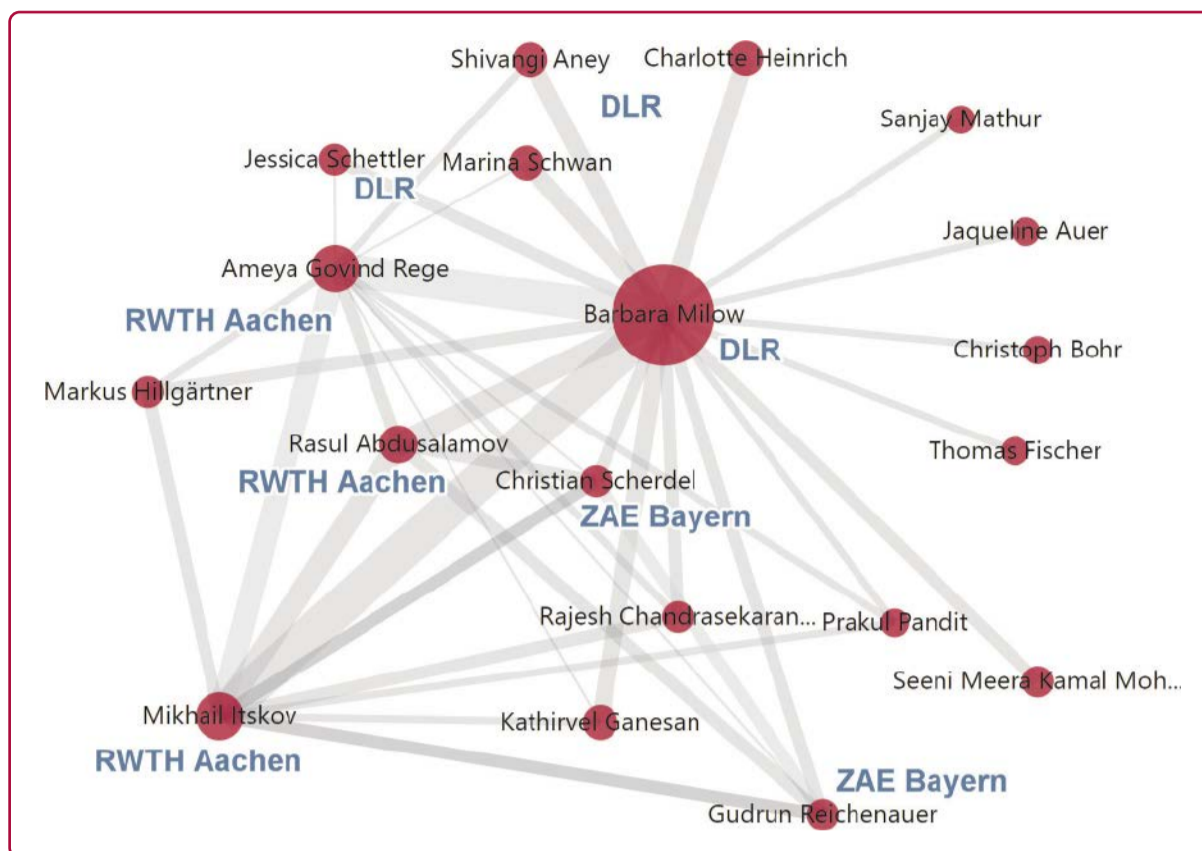 Shivangi Aney
Charlotte Heinrich
DLR
Sanjay Mathur
Jessica Schettler
Marina Schwan
DLR
Jaqueline Auer
Ameya Govind Rege
RWTH Aachen
Barbara Milow
DLR
Christoph Bohr
Markus Hillgärtner
Rasul Abdusalamov
RWTH Aachen
Thomas Fischer
Christian Scherdel
ZAE Bayern
Rajesh Chandrasekaran...
Prakul Pandit
Seeni Meera Kamal Moh...
Mikhail Itskov
RWTH Aachen
Kathirvel Ganesan
ZAE Bayern
Gudrun Reichenauer